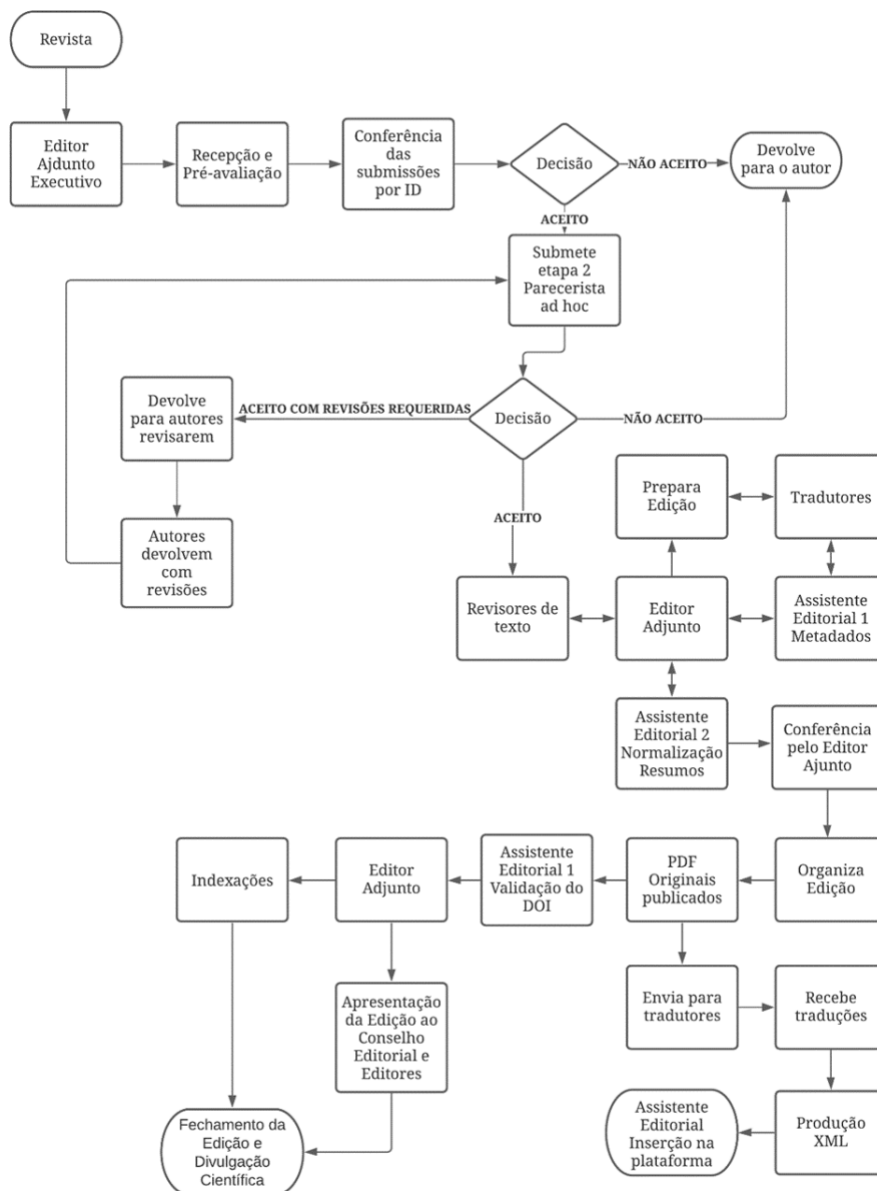 Revista
Editor
Ajdunto
Executivo
Recepção e
Pré-avaliação
Conferência
das
submissões
por ID
Decisão
NÃO ACEITO
Devolve
para o autor
ACEITO
Submete
etapa 2
Parecerista
ad hoc
Devolve
para autores
revisarem
ACEITO COM REVISÕES REQUERIDAS
Decisão
NÃO ACEITO
Autores
devolvem
com
revisões
ACEITO
Prepara
Edição
Tradutores
Revisores de
texto
Editor
Adjunto
Assistente
Editorial 1
Metadados
Assistente
Editorial 2
Normalização
Resumos
Conferência
pelo Editor
Ajunto
Indexações
Editor
Adjunto
Assistente
Editorial 1
Validação do
DOI
PDF
Originais
publicados
Organiza
Edição
Apresentação
da Edição ao
Conselho
Editorial e
Editores
Envia para
tradutores
Recebe
traduções
Fechamento da
Edição e
Divulgação
Científica
Assistente
Editorial
Inserção na
plataforma
Produção
XML